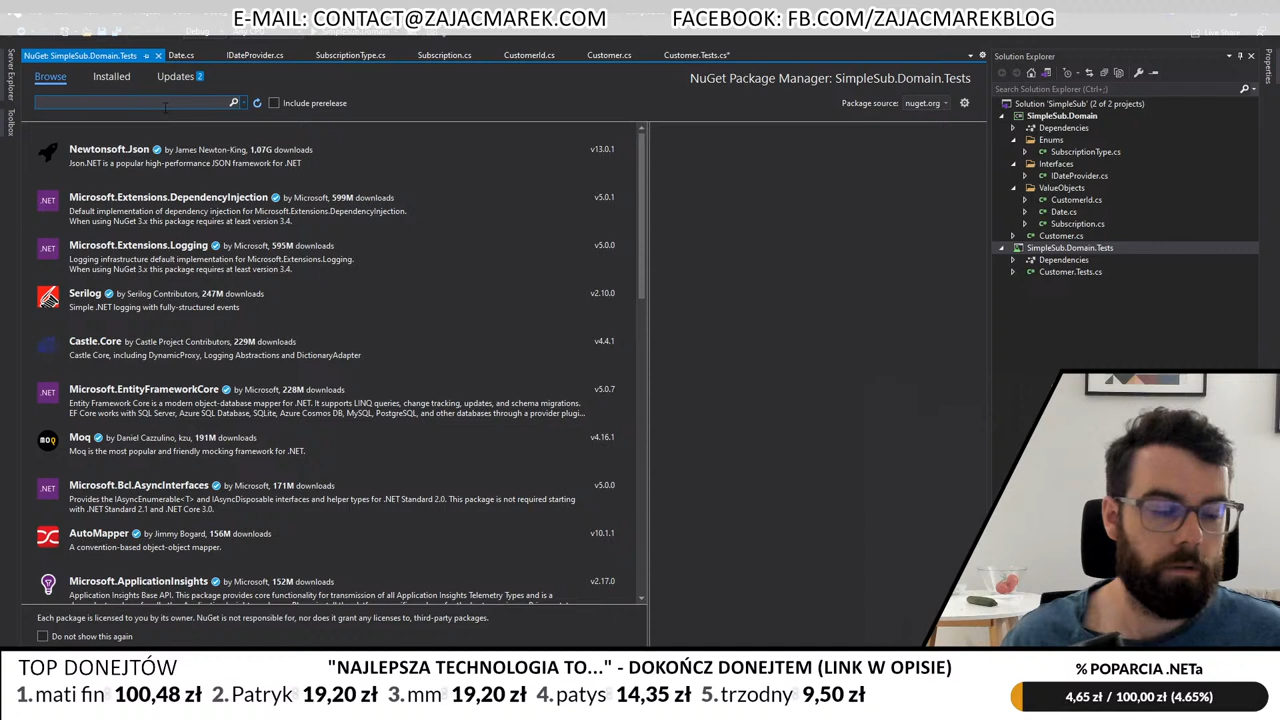 E-MAIL: CONTACT@ZAJACMAREK.COM
FACEBOOK: FB.COM/ZAJACMAREKBLOG
Live Share
NuGet: SimpleSub.Domain.Tests
Date.cs
IDateProvider.cs
SubscriptionType.cs
Subscription.cs
CustomerId.cs
Customer.cs
Customer.Tests.cs*
Server Explorer
Toolbox
Browse
Installed
Updates 2
NuGet Package Manager: SimpleSub.Domain.Tests
Include prerelease
Package source: nuget.org
Newtonsoft.Json by James Newton-King, 1,07G downloads
v13.0.1
Json.NET is a popular high-performance JSON framework for .NET
.NET
Microsoft.Extensions.DependencyInjection by Microsoft, 599M downloads
v5.0.1
Default implementation of dependency injection for Microsoft.Extensions.DependencyInjection.
When using NuGet 3.x this package requires at least version 3.4.
.NET
Microsoft.Extensions.Logging by Microsoft, 595M downloads
v5.0.0
Logging infrastructure default implementation for Microsoft.Extensions.Logging.
When using NuGet 3.x this package requires at least version 3.4.
Serilog by Serilog Contributors, 247M downloads
v2.10.0
Simple .NET logging with fully-structured events
Castle.Core by Castle Project Contributors, 229M downloads
v4.4.1
Castle Core, including DynamicProxy, Logging Abstractions and DictionaryAdapter
.NET
Microsoft.EntityFrameworkCore by Microsoft, 228M downloads
v5.0.7
Entity Framework Core is a modern object-database mapper for .NET. It supports LINQ queries, change tracking, updates, and schema migrations.
EF Core works with SQL Server, Azure SQL Database, SQLite, Azure Cosmos DB, MySQL, PostgreSQL, and other databases through a provider plugi...
MOQ
Moq by Daniel Cazzulino, kzu, 191M downloads
v4.16.1
Moq is the most popular and friendly mocking framework for .NET.
.NET
Microsoft.Bcl.AsyncInterfaces by Microsoft, 171M downloads
v5.0.0
Provides the IAsyncEnumerable<T> and IAsyncDisposable interfaces and helper types for .NET Standard 2.0. This package is not required starting
with .NET Standard 2.1 and .NET Core 3.0.
AutoMapper by Jimmy Bogard, 156M downloads
v10.1.1
A convention-based object-object mapper.
Microsoft.ApplicationInsights by Microsoft, 152M downloads
v2.17.0
Application Insights Base API. This package provides core functionality for transmission of all Application Insights Telemetry Types and is a
Each package is licensed to you by its owner. NuGet is not responsible for, nor does it grant any licenses to, third-party packages.
Do not show this again
Solution Explorer
Search Solution Explorer (Ctrl+;)
Solution 'SimpleSub' (2 of 2 projects)
SimpleSub.Domain
Dependencies
Enums
SubscriptionType.cs
Interfaces
IDateProvider.cs
ValueObjects
CustomerId.cs
Date.cs
Subscription.cs
Customer.cs
SimpleSub.Domain.Tests
Dependencies
Customer.Tests.cs
Properties
TOP DONEJTÓW
"NAJLEPSZA TECHNOLOGIA TO..." - DOKOŃCZ DONEJTEM (LINK W OPISIE)
1. mati fin 100,48 zł 2. Patryk 19,20 zł 3. mm 19,20 zł 4. patys 14,35 zł 5. trzodny 9,50 zł
% POPARCIA .NETa
4,65 zł / 100,00 zł (4.65%)